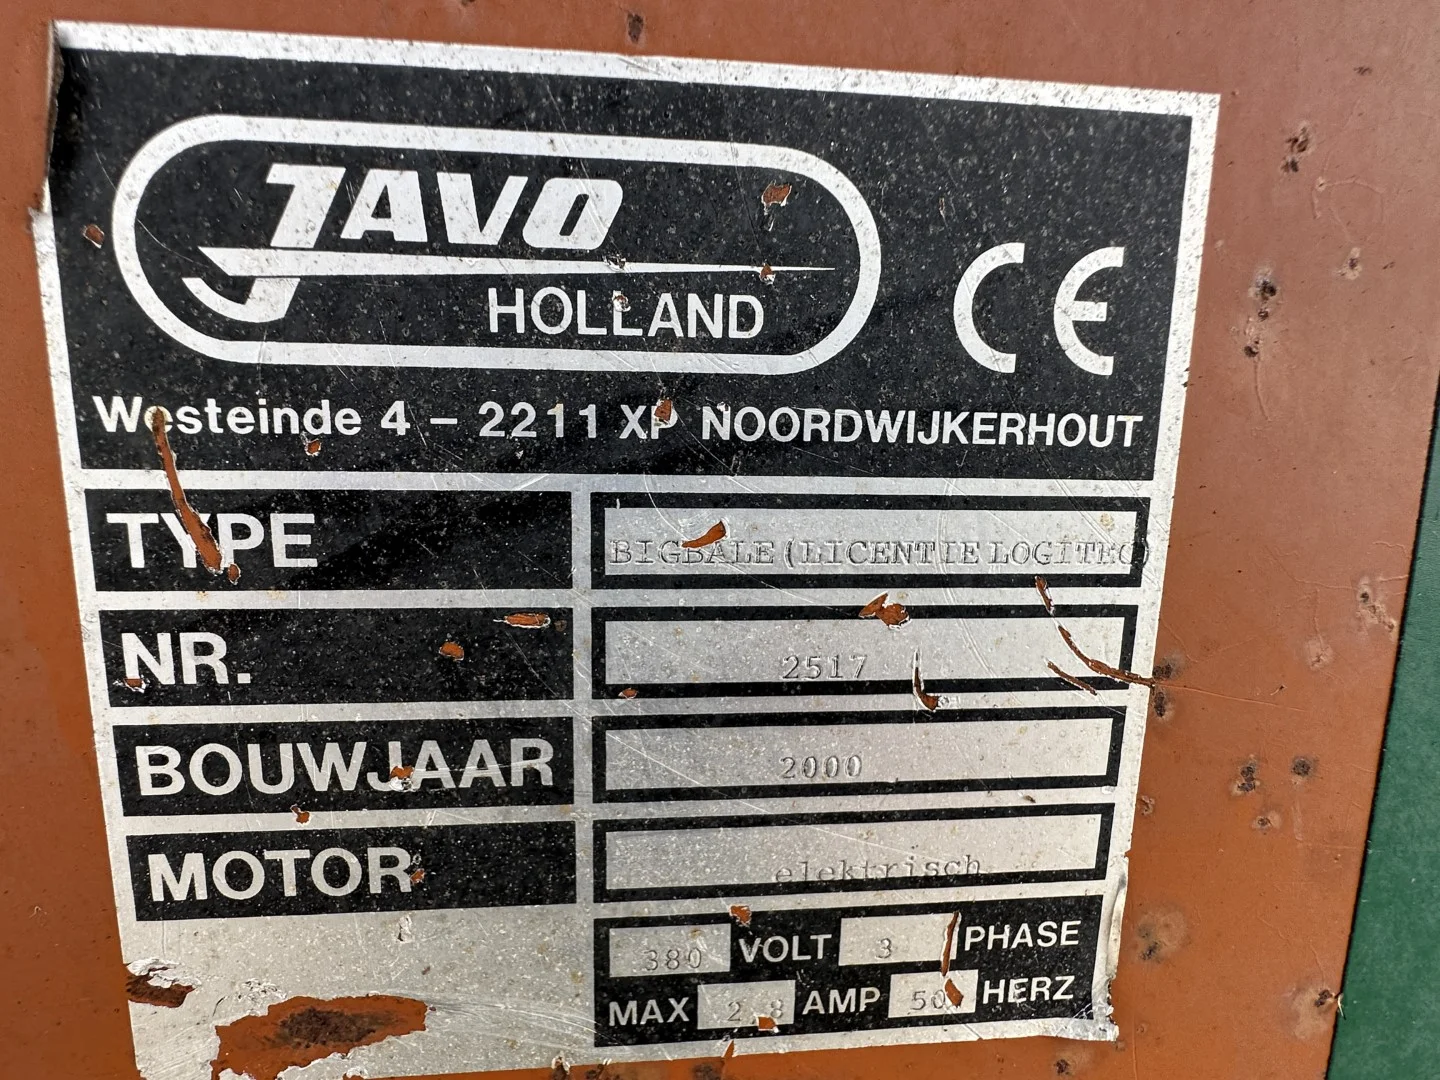 JAVO
HOLLAND
CE
Westeinde 4 – 2211 XP NOORDWIJKERHOUT
TYPE BIGBALE(LICENTIE LOGITEC)
NR. 2517
BOUWJAAR 2000
MOTOR elektrisch
380 VOLT 3 PHASE
MAX 2,8 AMP 50 HERZ